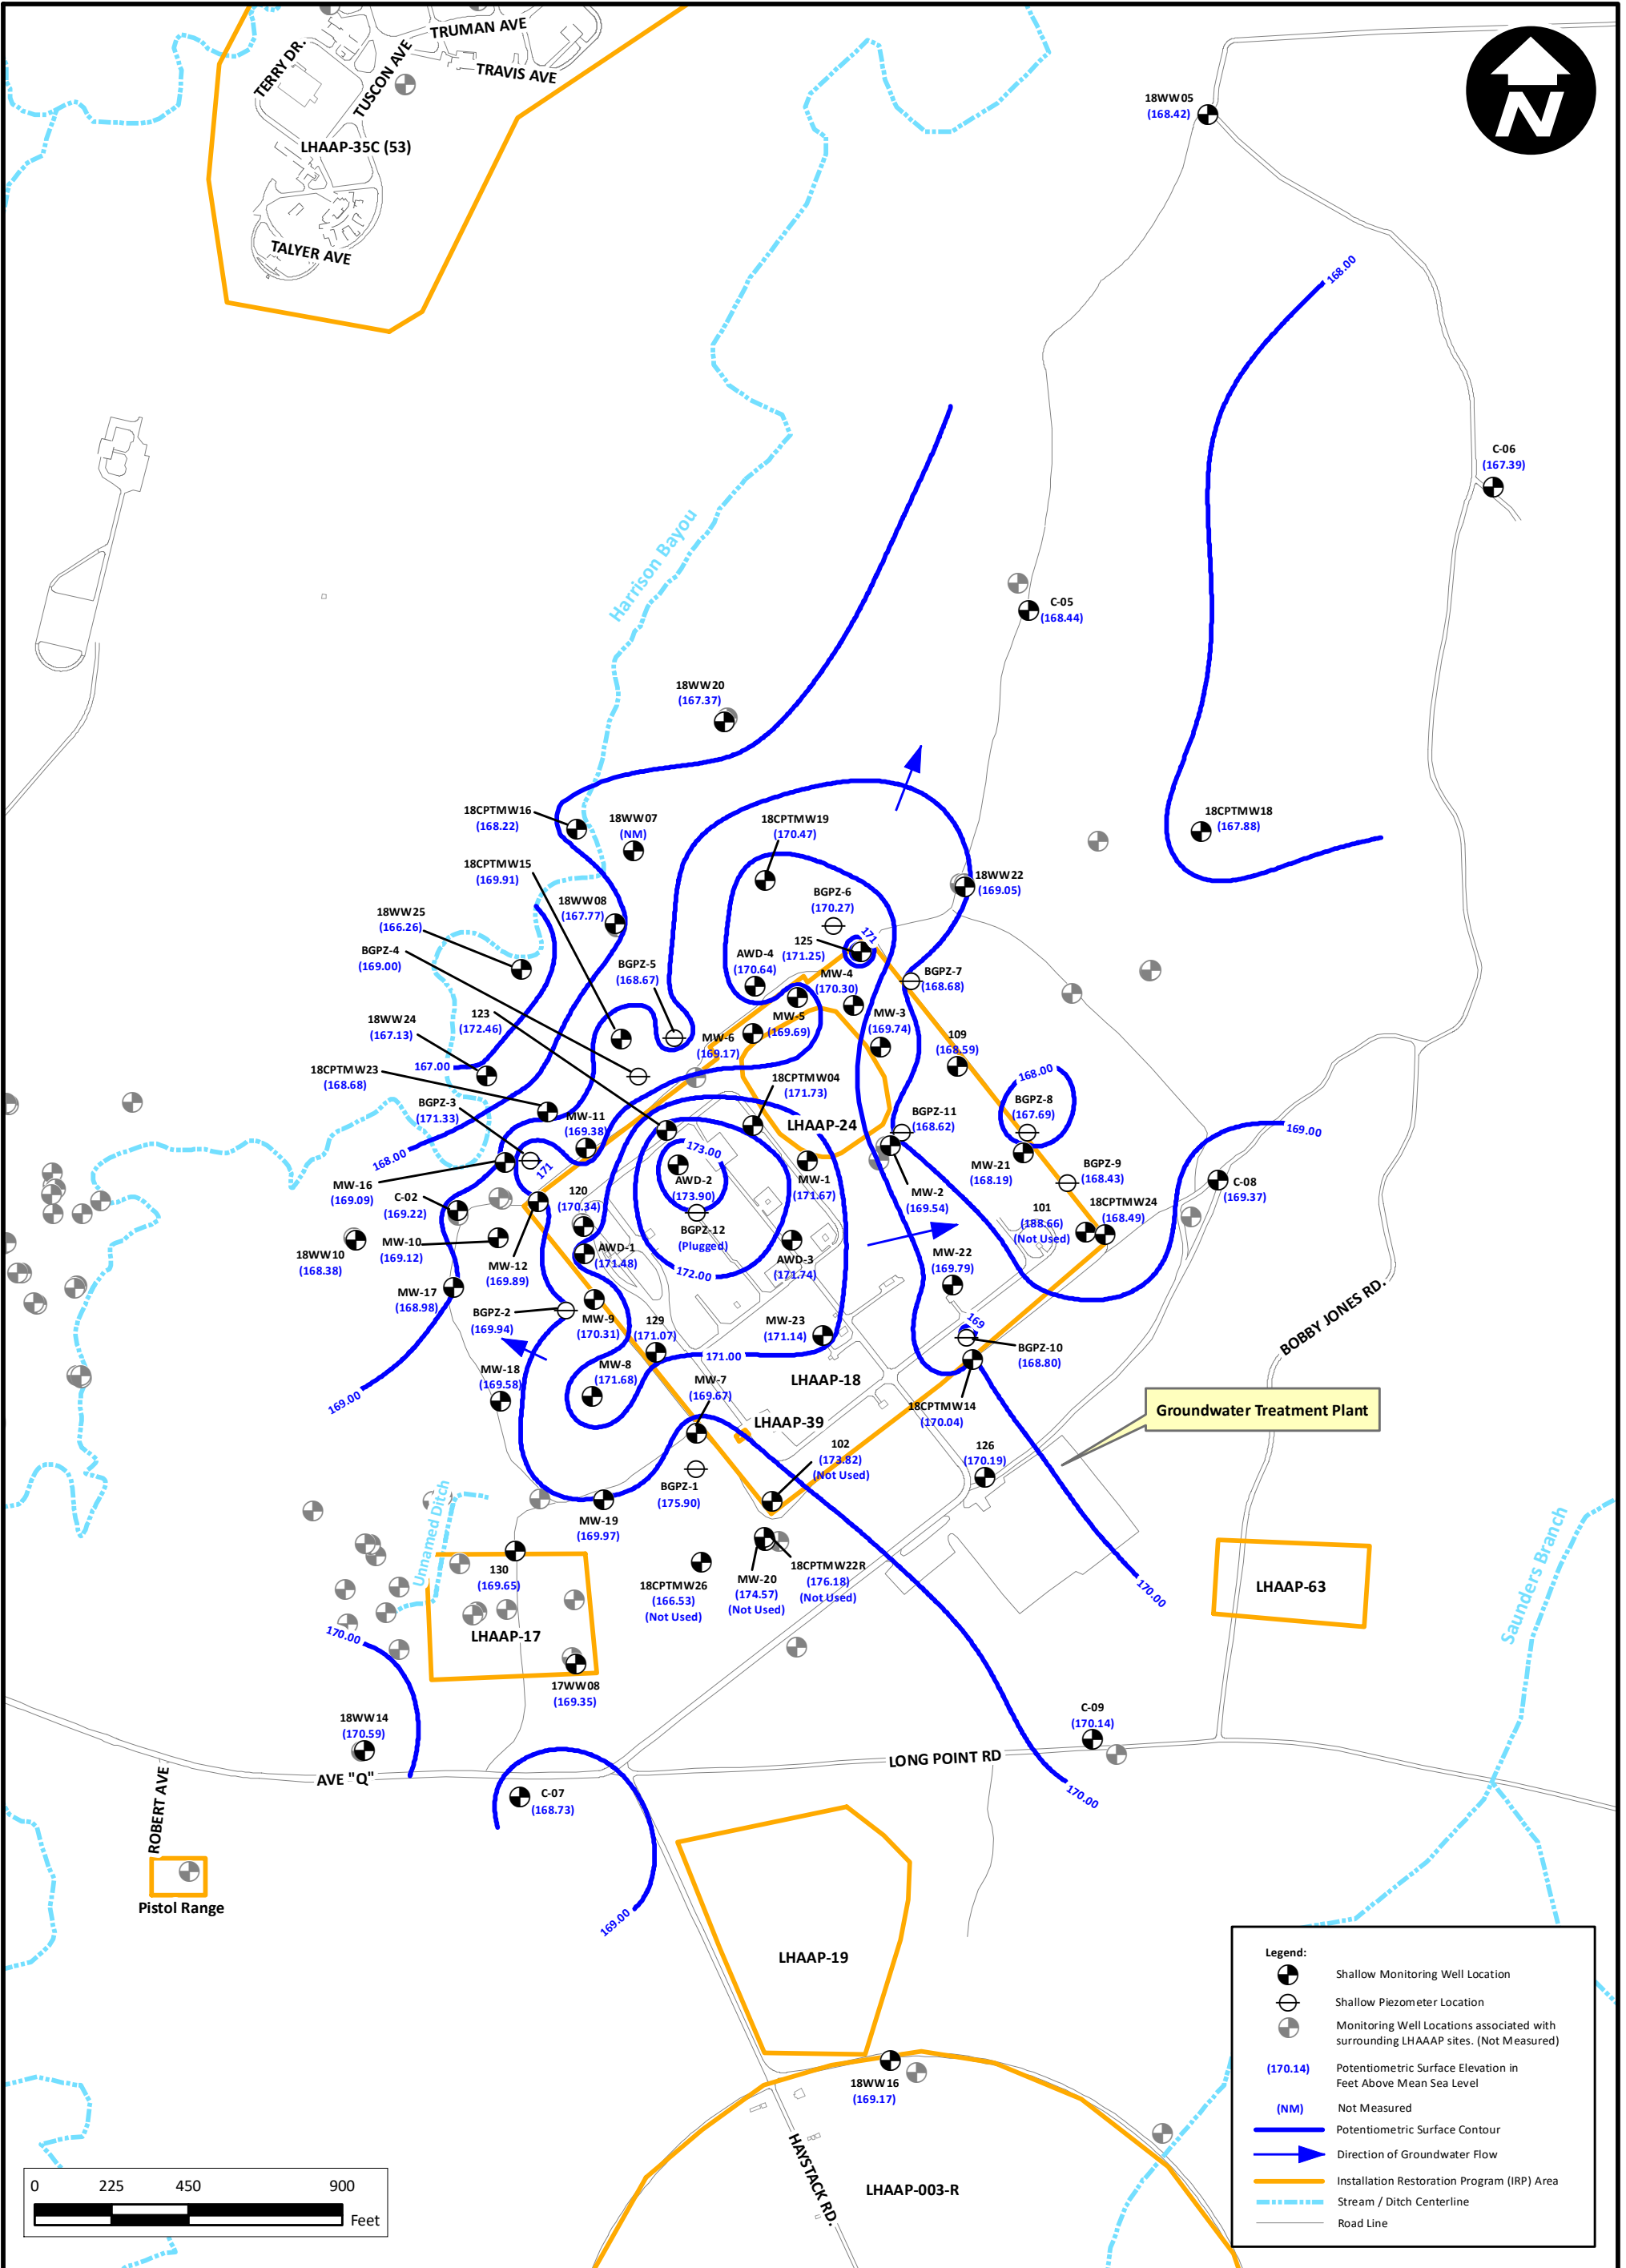 TRUMAN AVE
TERRY DR.
TUSCON AVE
TRAVIS AVE
LHAAP-35C (53)
TALYER AVE
N
18WW05
(168.42)
168.00
C-06
(167.39)
Harrison Bayou
C-05
(168.44)
18WW20
(167.37)
18CPTMW16
(168.22)
18WW07
(NM)
18CPTMW19
(170.47)
18CPTMW18
(167.88)
18CPTMW15
(169.91)
18WW22
(169.05)
BGPZ-6
(170.27)
18WW08
(167.77)
18WW25
(166.26)
171
125
(171.25)
BGPZ-4
(169.00)
BGPZ-5
(168.67)
AWD-4
(170.64)
MW-4
(170.30)
BGPZ-7
(168.68)
123
(172.46)
18WW24
(167.13)
MW-5
(169.69)
MW-3
(169.74)
MW-6
(169.17)
109
(168.59)
167.00
18CPTMW23
(168.68)
168.00
18CPTMW04
(171.73)
BGPZ-3
(171.33)
BGPZ-8
(167.69)
MW-11
(169.38)
LHAAP-24
BGPZ-11
(168.62)
169.00
168.00
173.00
171
MW-21
(168.19)
BGPZ-9
(168.43)
MW-16
(169.09)
AWD-2
(173.90)
MW-1
(171.67)
MW-2
(169.54)
C-08
(169.37)
C-02
(169.22)
120
(170.34)
101
(188.66)
(Not Used)
18CPTMW24
(168.49)
BGPZ-12
(Plugged)
18WW10
(168.38)
MW-10
(169.12)
MW-12
(169.89)
AWD-1
(171.48)
AWD-3
(171.74)
MW-22
(169.79)
172.00
MW-17
(168.98)
BGPZ-2
(169.94)
MW-9
(170.31)
129
(171.07)
MW-23
(171.14)
169
BGPZ-10
(168.80)
BOBBY JONES RD.
171.00
MW-18
(169.58)
MW-8
(171.68)
MW-7
(169.67)
LHAAP-18
169.00
18CPTMW14
(170.04)
Groundwater Treatment Plant
LHAAP-39
102
(173.82)
(Not Used)
126
(170.19)
BGPZ-1
(175.90)
Unnamed Ditch
MW-19
(169.97)
130
(169.65)
18CPTMW26
(166.53)
(Not Used)
MW-20
(174.57)
(Not Used)
18CPTMW22R
(176.18)
(Not Used)
170.00
LHAAP-63
Saunders Branch
170.00
LHAAP-17
17WW08
(169.35)
18WW14
(170.59)
C-09
(170.14)
LONG POINT RD
AVE "Q"
170.00
ROBERT AVE
C-07
(168.73)
Pistol Range
169.00
LHAAP-19
18WW16
(169.17)
HAYSTACK RD.
LHAAP-003-R
Legend:
Shallow Monitoring Well Location
Shallow Piezometer Location
Monitoring Well Locations associated with
surrounding LHAAAP sites. (Not Measured)
(170.14) Potentiometric Surface Elevation in
Feet Above Mean Sea Level
(NM) Not Measured
Potentiometric Surface Contour
Direction of Groundwater Flow
Installation Restoration Program (IRP) Area
Stream / Ditch Centerline
Road Line
0 225 450 900
Feet